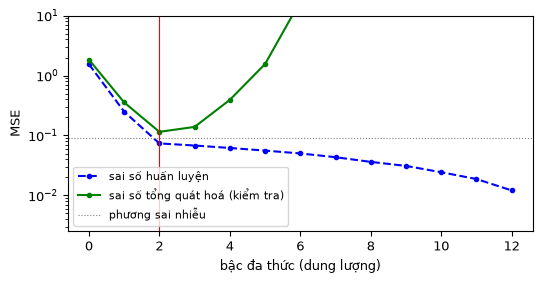 10¹
10⁰
10⁻¹
10⁻²
MSE
sai số huấn luyện
sai số tổng quát hoá (kiểm tra)
phương sai nhiễu
0 2 4 6 8 10 12
bậc đa thức (dung lượng)